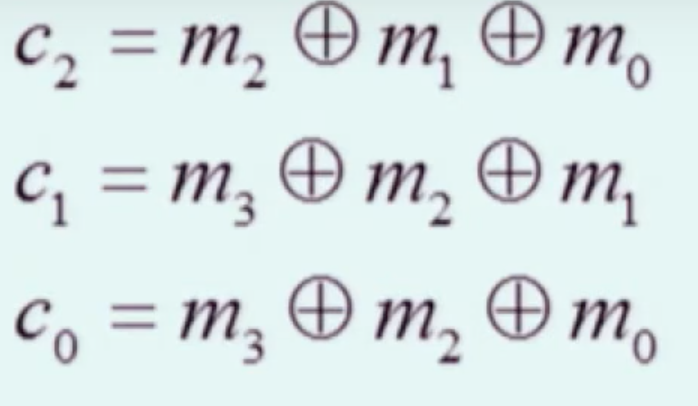 c₂ = m₂ ⊕ m₁ ⊕ m₀
c₁ = m₃ ⊕ m₂ ⊕ m₁
c₀ = m₃ ⊕ m₂ ⊕ m₀